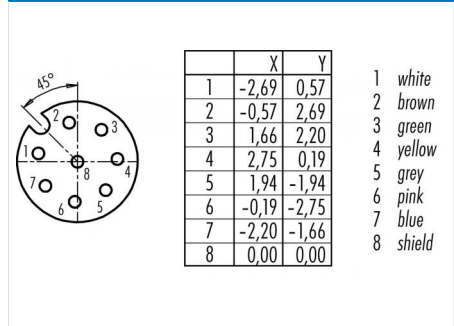 45°
2
3
1
4
8
7
6
5
X Y
1 -2,69 0,57
2 -0,57 2,69
3 1,66 2,20
4 2,75 0,19
5 1,94 -1,94
6 -0,19 -2,75
7 -2,20 -1,66
8 0,00 0,00
1 white
2 brown
3 green
4 yellow
5 grey
6 pink
7 blue
8 shield